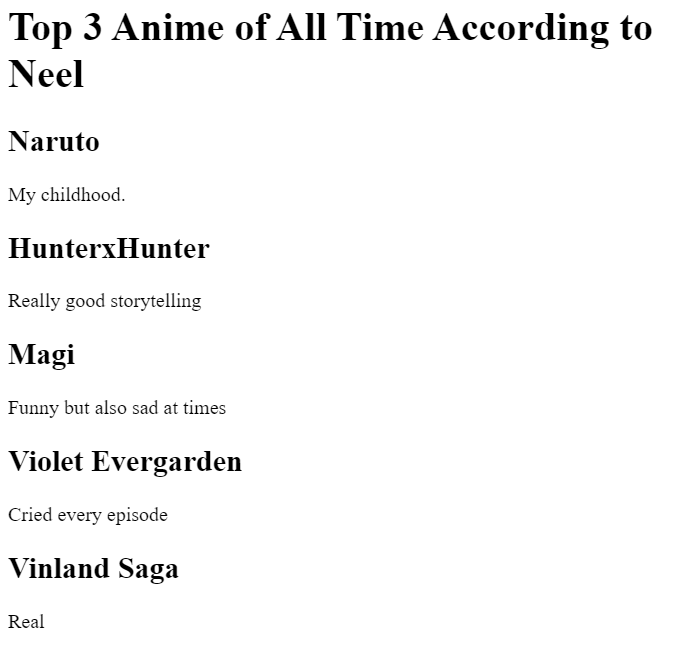 Top 3 Anime of All Time According to
Neel
Naruto
My childhood.
HunterxHunter
Really good storytelling
Magi
Funny but also sad at times
Violet Evergarden
Cried every episode
Vinland Saga
Real